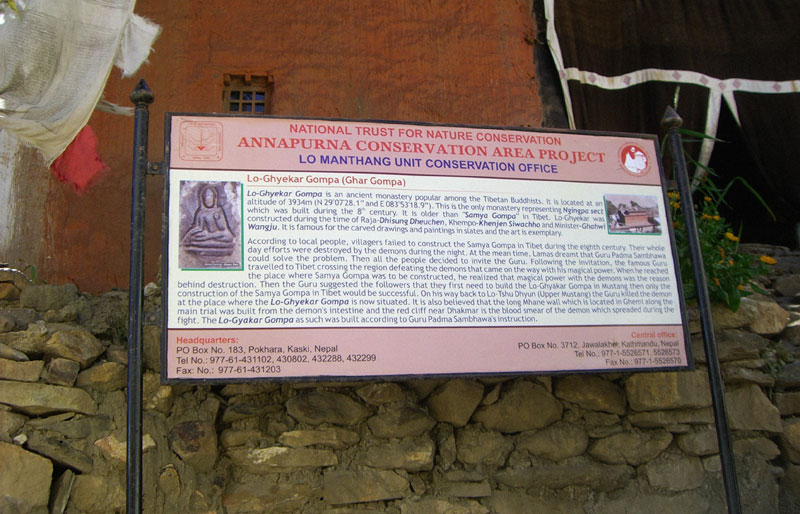 NATIONAL TRUST FOR NATURE CONSERVATION
ANNAPURNA CONSERVATION AREA PROJECT
LO MANTHANG UNIT CONSERVATION OFFICE
Lo-Ghyekar Gompa (Ghar Gompa)
Lo-Ghyekar Gompa is an ancient monastery popular among the Tibetan Buddhists. It is located at an
altitude of 3934m (N 29'07'28.1" and E 083'53'18.9"). This is the only monastery representing Ngingpa sect
which was built during the 8" century. It is older than "Samya Gompa" in Tibet. Lo-Ghyekar was
constructed during the time of Raja-Dhisung Dheuchen, Khempo-Khenjen Siwachho and Minister-Ghalwi
Wangju. It is famous for the carved drawings and paintings in slates and the art is exemplary.
According to local people, villagers failed to construct the Samya Gompa in Tibet during the eighth century. Their whole
day efforts were destroyed by the demons during the night. At the mean time, Lamas dreamt that Guru Padma Sambhawa
could solve the problem. Then all the people decided to invite the Guru. Following the invitation, the famous Guru
travelled to Tibet crossing the region defeating the demons that came on the way with his magical power. When he reached
the place where Samya Gompa was to be constructed, he realized that magical power with the demons was the reason
behind destruction. Then the Guru suggested the followers that they first need to build the Lo-Ghyakar Gompa in Mustang then only the
construction of the Samya Gompa in Tibet would be successful. On his way back to Lo-Tshu Dhyun (Upper Mustang) the Guru killed the demon
at the place where the Lo-Ghyekar Gompa is now situated. It is also believed that the long Mhane wall which is located in Ghemi along the
main trial was built from the demon's intestine and the red cliff near Dhakmar is the blood smear of the demon which spreaded during the
fight. The Lo-Gyakar Gompa as such was built according to Guru Padma Sambhawa's instruction.
Headquarters:
PO Box No. 183, Pokhara, Kaski, Nepal
Tel No.: 977-61-431102, 430802, 432288, 432299
Fax: No.: 977-61-431203
Central office:
PO Box No. 3712, Jawalakhel, Kathmandu, Nepal
Tel No.: 977-1-5526571, 5526573
Fax No.: 977-1-5526570